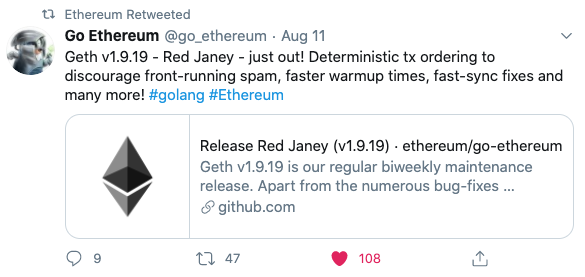 Ethereum Retweeted
Go Ethereum @go_ethereum · Aug 11
Geth v1.9.19 - Red Janey - just out! Deterministic tx ordering to
discourage front-running spam, faster warmup times, fast-sync fixes and
many more! #golang #Ethereum
Release Red Janey (v1.9.19) · ethereum/go-ethereum
Geth v1.9.19 is our regular biweekly maintenance
release. Apart from the numerous bug-fixes ...
github.com
9 47 108